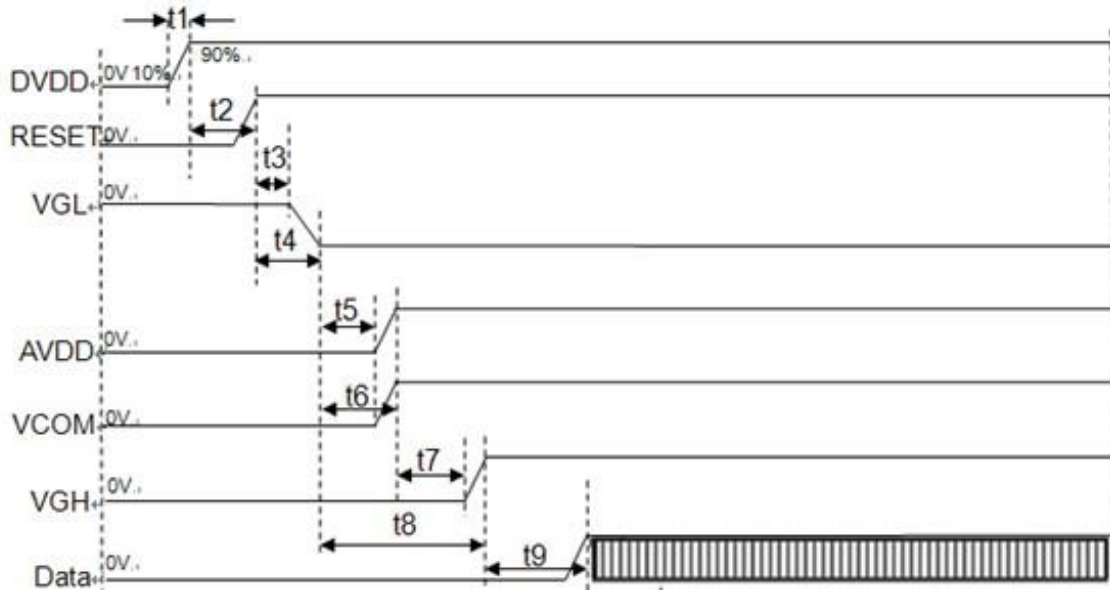 t1
DVDD 0V 10% 90%
t2
RESET 0V
t3
VGL 0V
t4
t5
AVDD 0V
t6
VCOM 0V
t7
VGH 0V
t8
t9
Data 0V